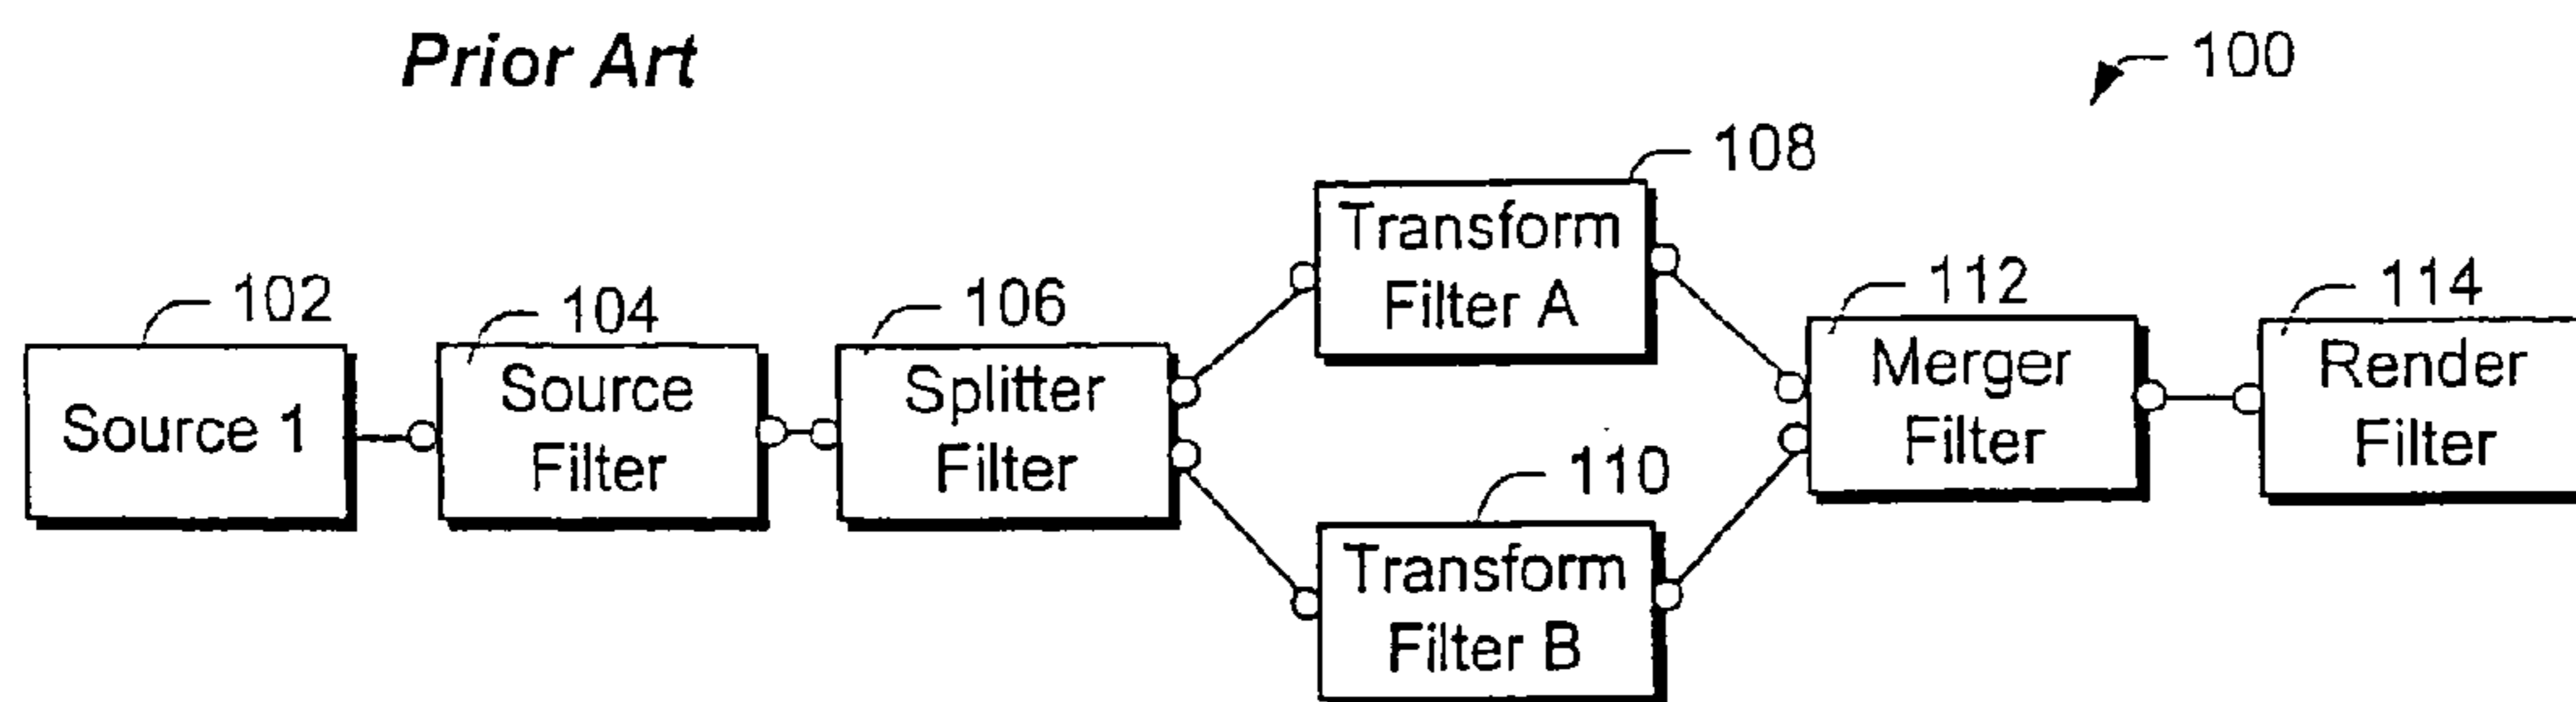 Prior Art
100
102
Source 1
104
Source
Filter
106
Splitter
Filter
108
Transform
Filter A
110
Transform
Filter B
112
Merger
Filter
114
Render
Filter